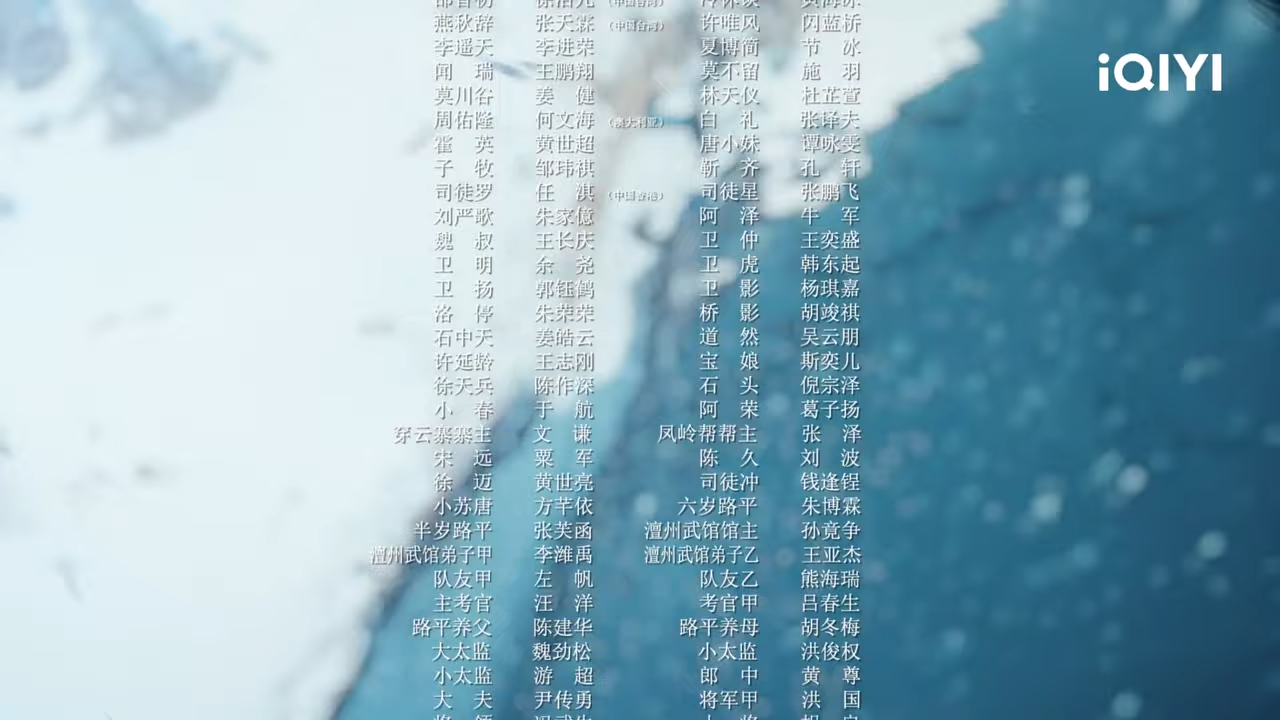 iQIYI
燕秋辞 张天霖 （中国台湾） 许唯风 闪蓝桥
李遥天 李进荣 夏博简 节 冰
闻 瑞 王鹏翔 莫不留 施 羽
莫川谷 姜 健 林天仪 杜芷萱
周佑隆 何文海 （澳大利亚） 白 礼 张垿夫
霍 英 黄世超 唐小妹 谭咏雯
子 牧 邹玮祺 靳 齐 孔 轩
司徒罗 任 淇 （中国香港） 司徒星 张鹏飞
刘严歌 朱家億 阿 泽 牛 军
魏 叔 王长庆 卫 仲 王奕盛
卫 明 余 尧 卫 虎 韩东起
卫 扬 郭钰鹤 卫 影 杨琪嘉
洛 停 朱荣荣 桥 影 胡竣祺
石中天 姜皓云 道 然 吴云朋
许延龄 王志刚 宝 娘 斯奕儿
徐天兵 陈作深 石 头 倪宗泽
小 春 于 航 阿 荣 葛子扬
穿云寨寨主 文 谦 凤岭帮帮主 张 泽
宋 远 粟 军 陈 久 刘 波
徐 迈 黄世亮 司徒冲 钱逢锃
小苏唐 方芊依 六岁路平 朱博霖
半岁路平 张芙函 澶州武馆馆主 孙竟争
澶州武馆弟子甲 李潍禹 澶州武馆弟子乙 王亚杰
队友甲 左 帆 队友乙 熊海瑞
主考官 汪 洋 考官甲 吕春生
路平养父 陈建华 路平养母 胡冬梅
大太监 魏劲松 小太监 洪俊权
小太监 游 超 郎 中 黄 尊
大 夫 尹传勇 将军甲 洪 国